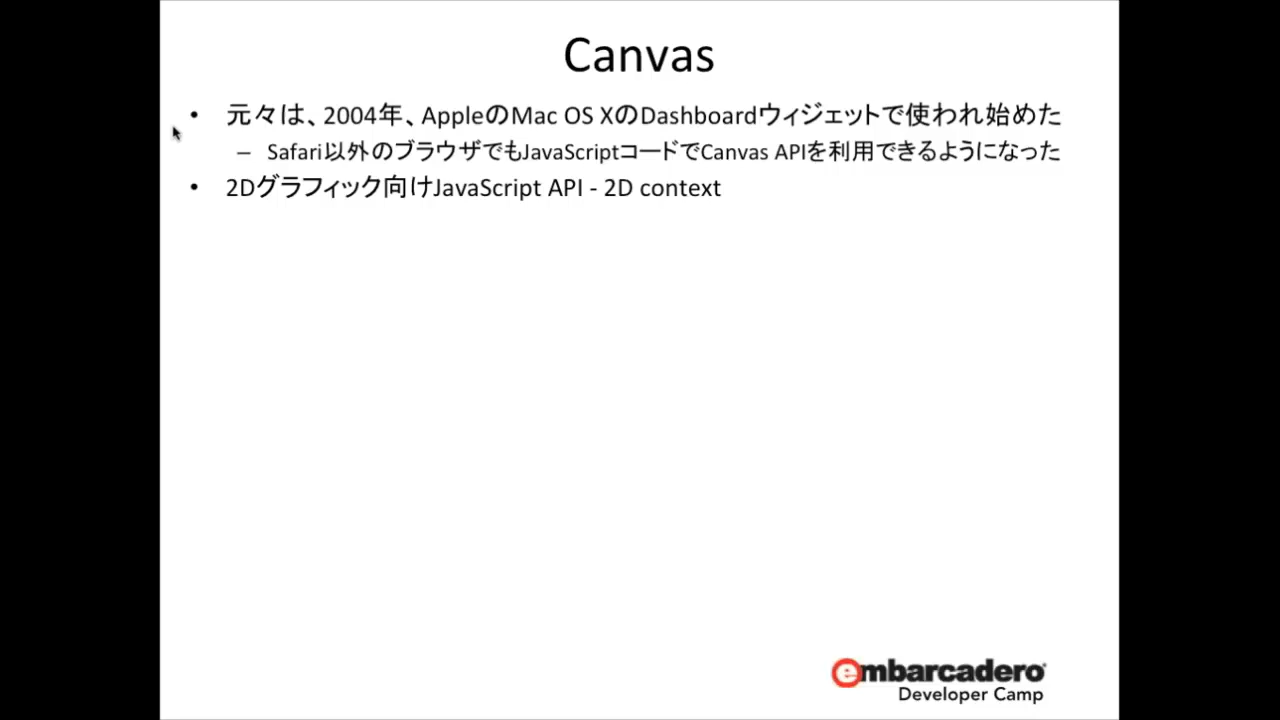 Canvas
• 元々は、2004年、AppleのMac OS XのDashboardウィジェットで使われ始めた
– Safari以外のブラウザでもJavaScriptコードでCanvas APIを利用できるようになった
• 2Dグラフィック向けJavaScript API - 2D context
embarcadero
Developer Camp